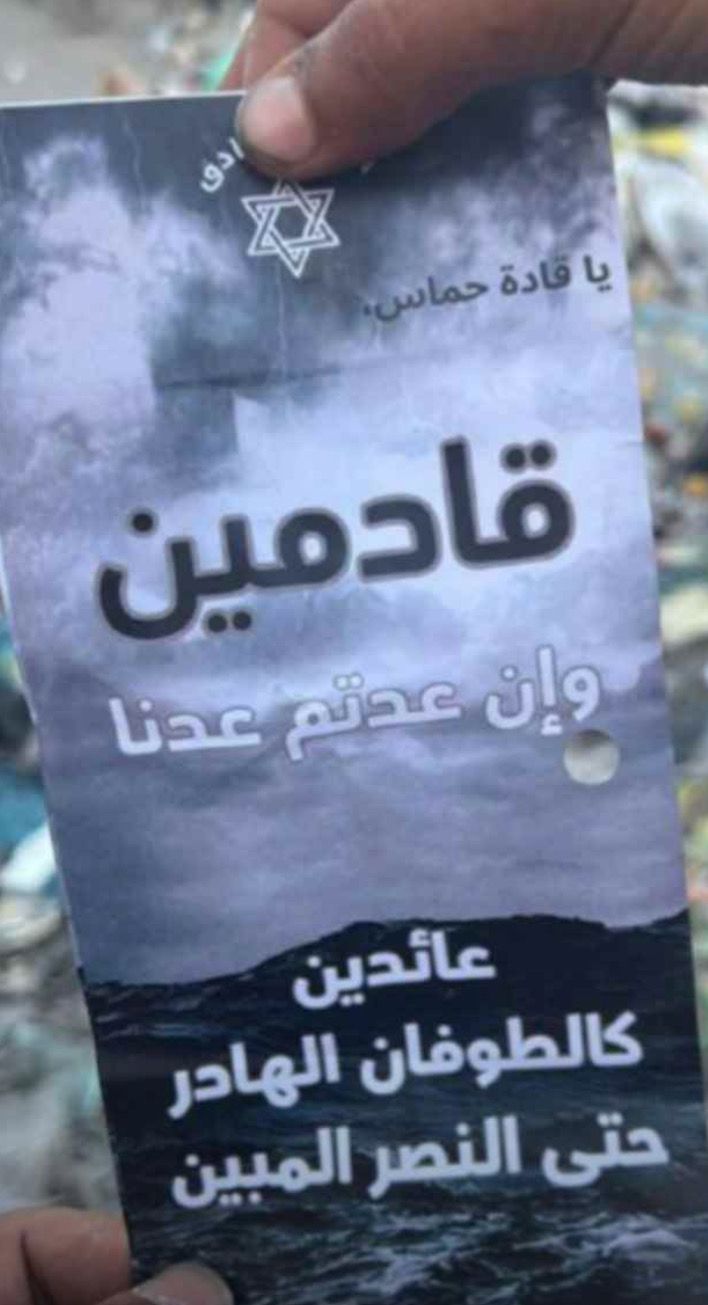 يا قادة حماس،
قادمين
وإن عدتم عدنا
عائدين
كالطوفان الهادر
حتى النصر المبين